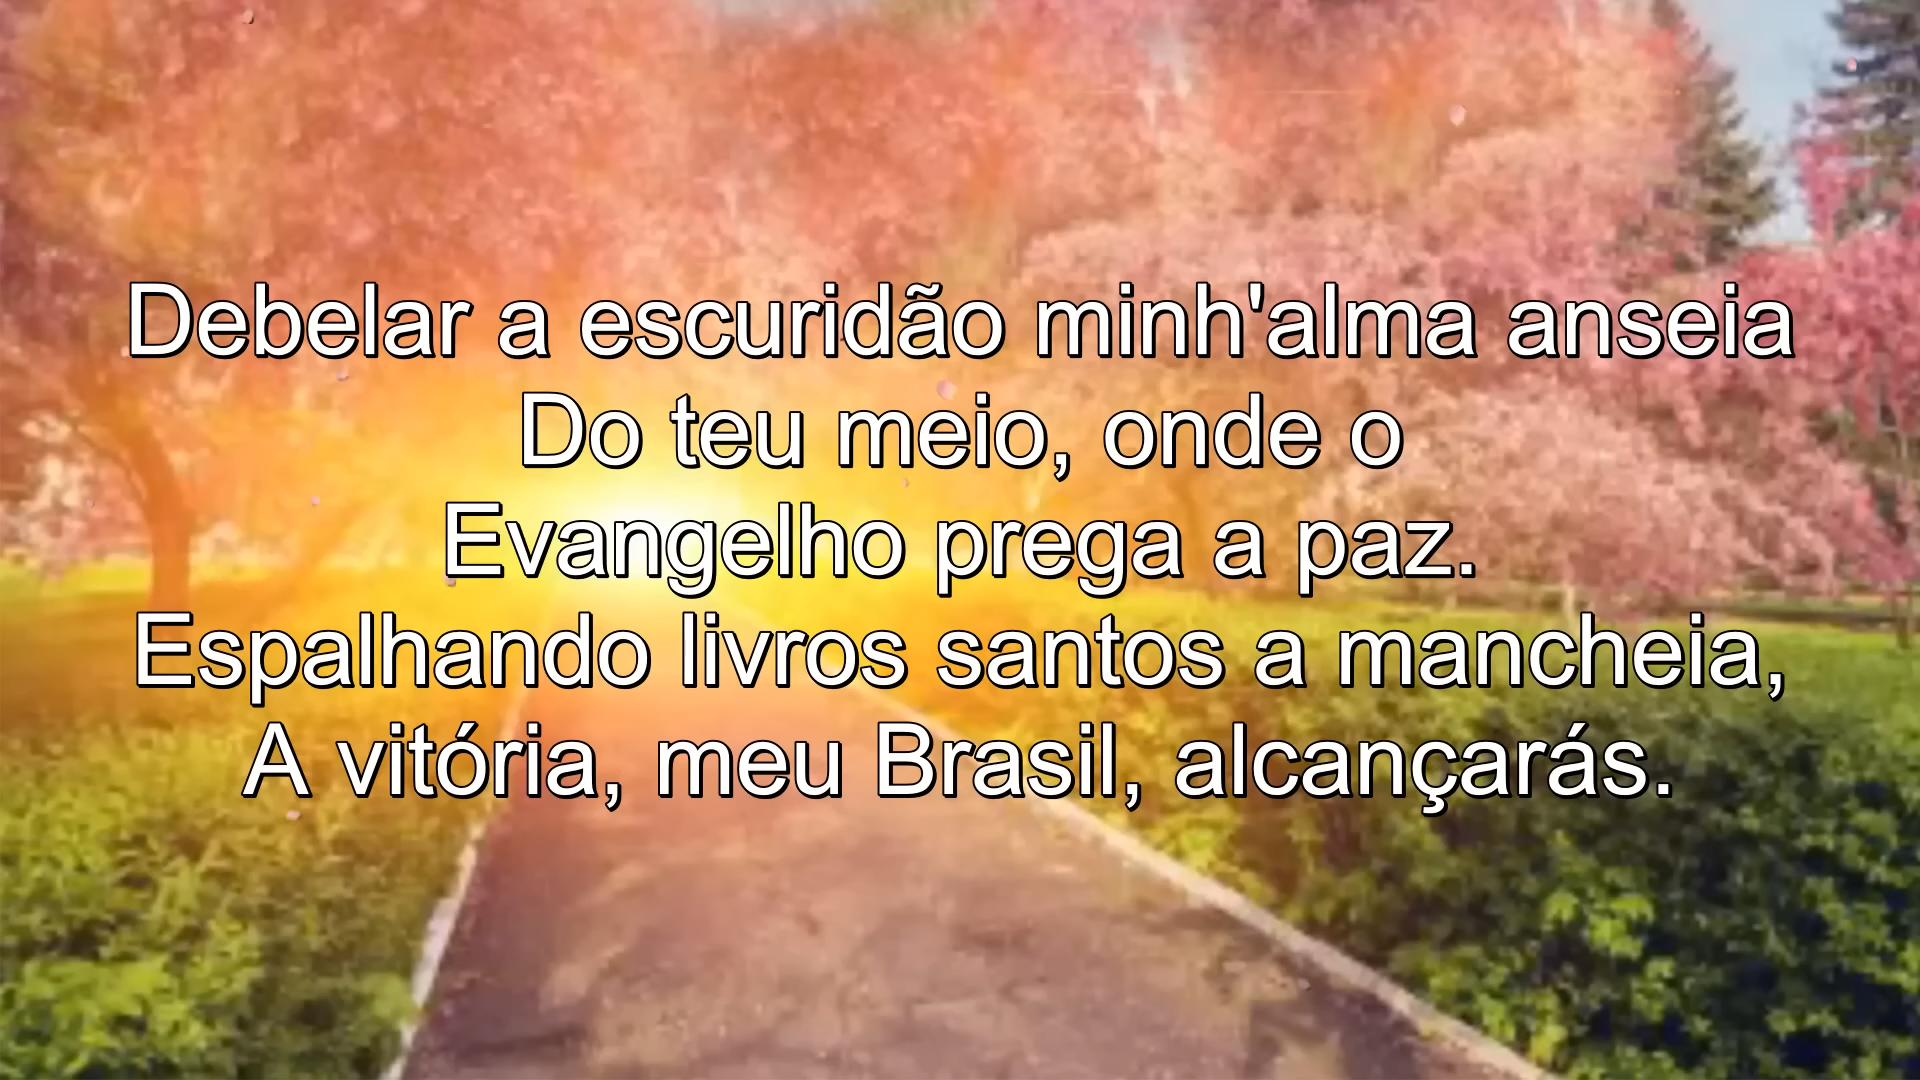 Debelar a escuridão minh'alma anseia
Do teu meio, onde o
Evangelho prega a paz.
Espalhando livros santos a mancheia,
A vitória, meu Brasil, alcançarás.